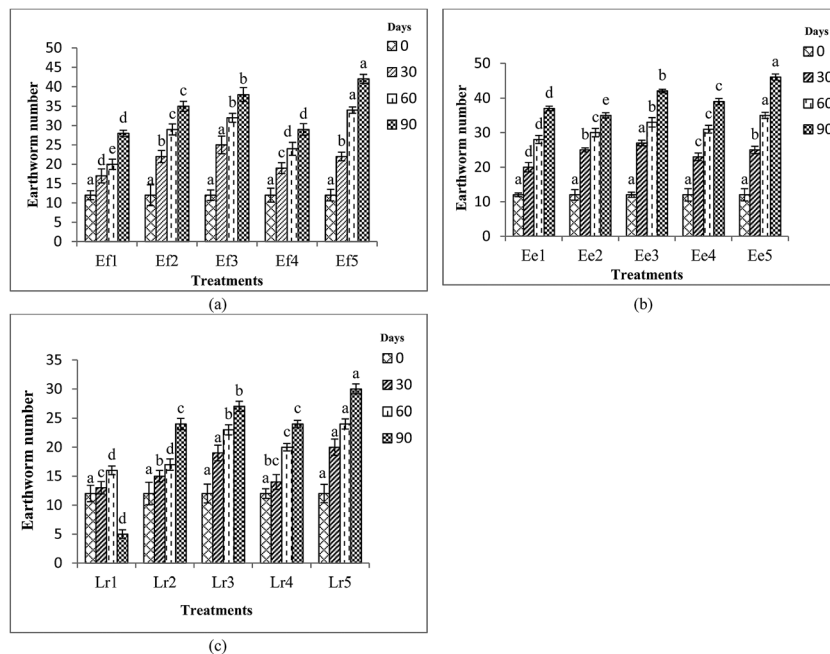 Days
0
30
60
90
Earthworm number
50
45
40
35
30
25
20
15
10
5
0
a d e d
a b c c
a a b b
a c d d
a b a a
Ef1 Ef2 Ef3 Ef4 Ef5
Treatments
(a)
Days
0
30
60
90
Earthworm number
50
40
30
20
10
0
a d d d
a b c e
a a b b
a c c c
a b a a
Ee1 Ee2 Ee3 Ee4 Ee5
Treatments
(b)
Days
0
30
60
90
Earthworm number
35
30
25
20
15
10
5
0
a c d d
a b d c
a a b b
a bc c c
a a a a
Lr1 Lr2 Lr3 Lr4 Lr5
Treatments
(c)